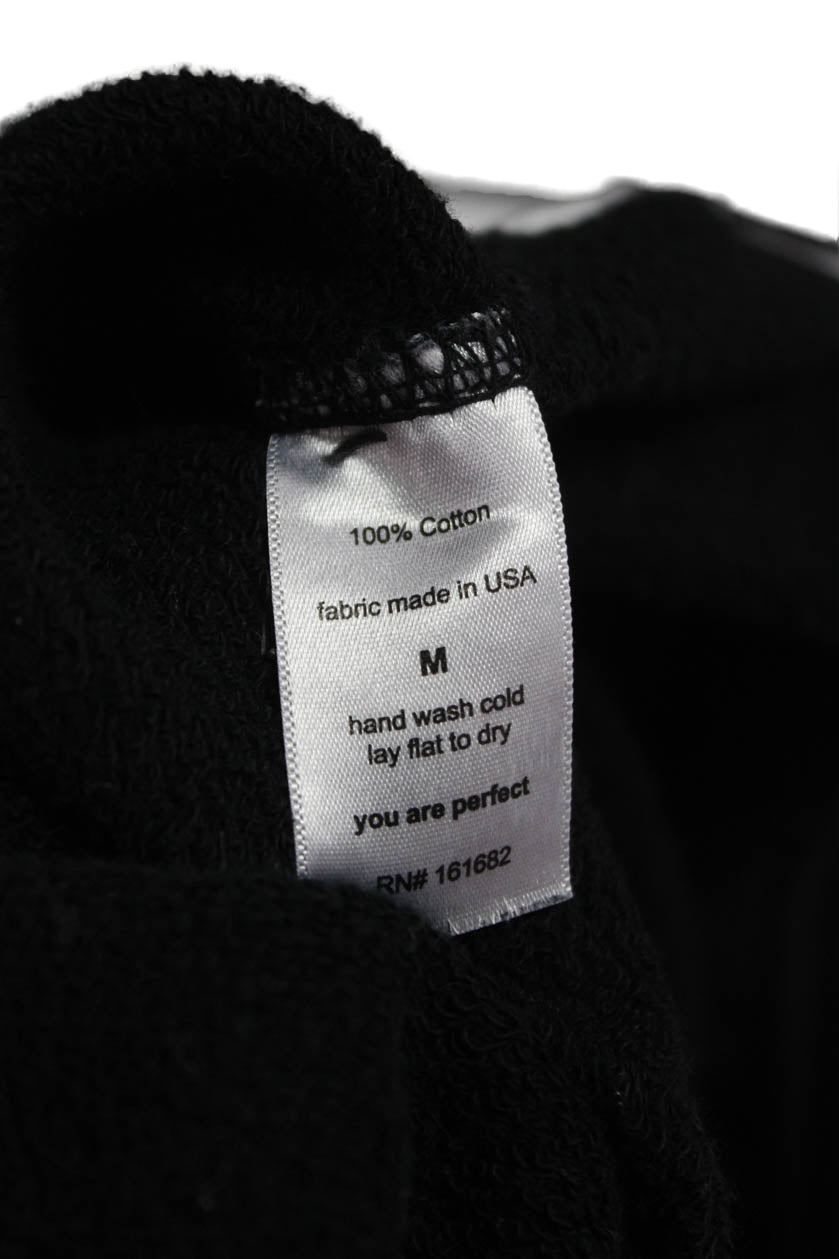 100% Cotton
fabric made in USA
M
hand wash cold
lay flat to dry
you are perfect
RN# 161682